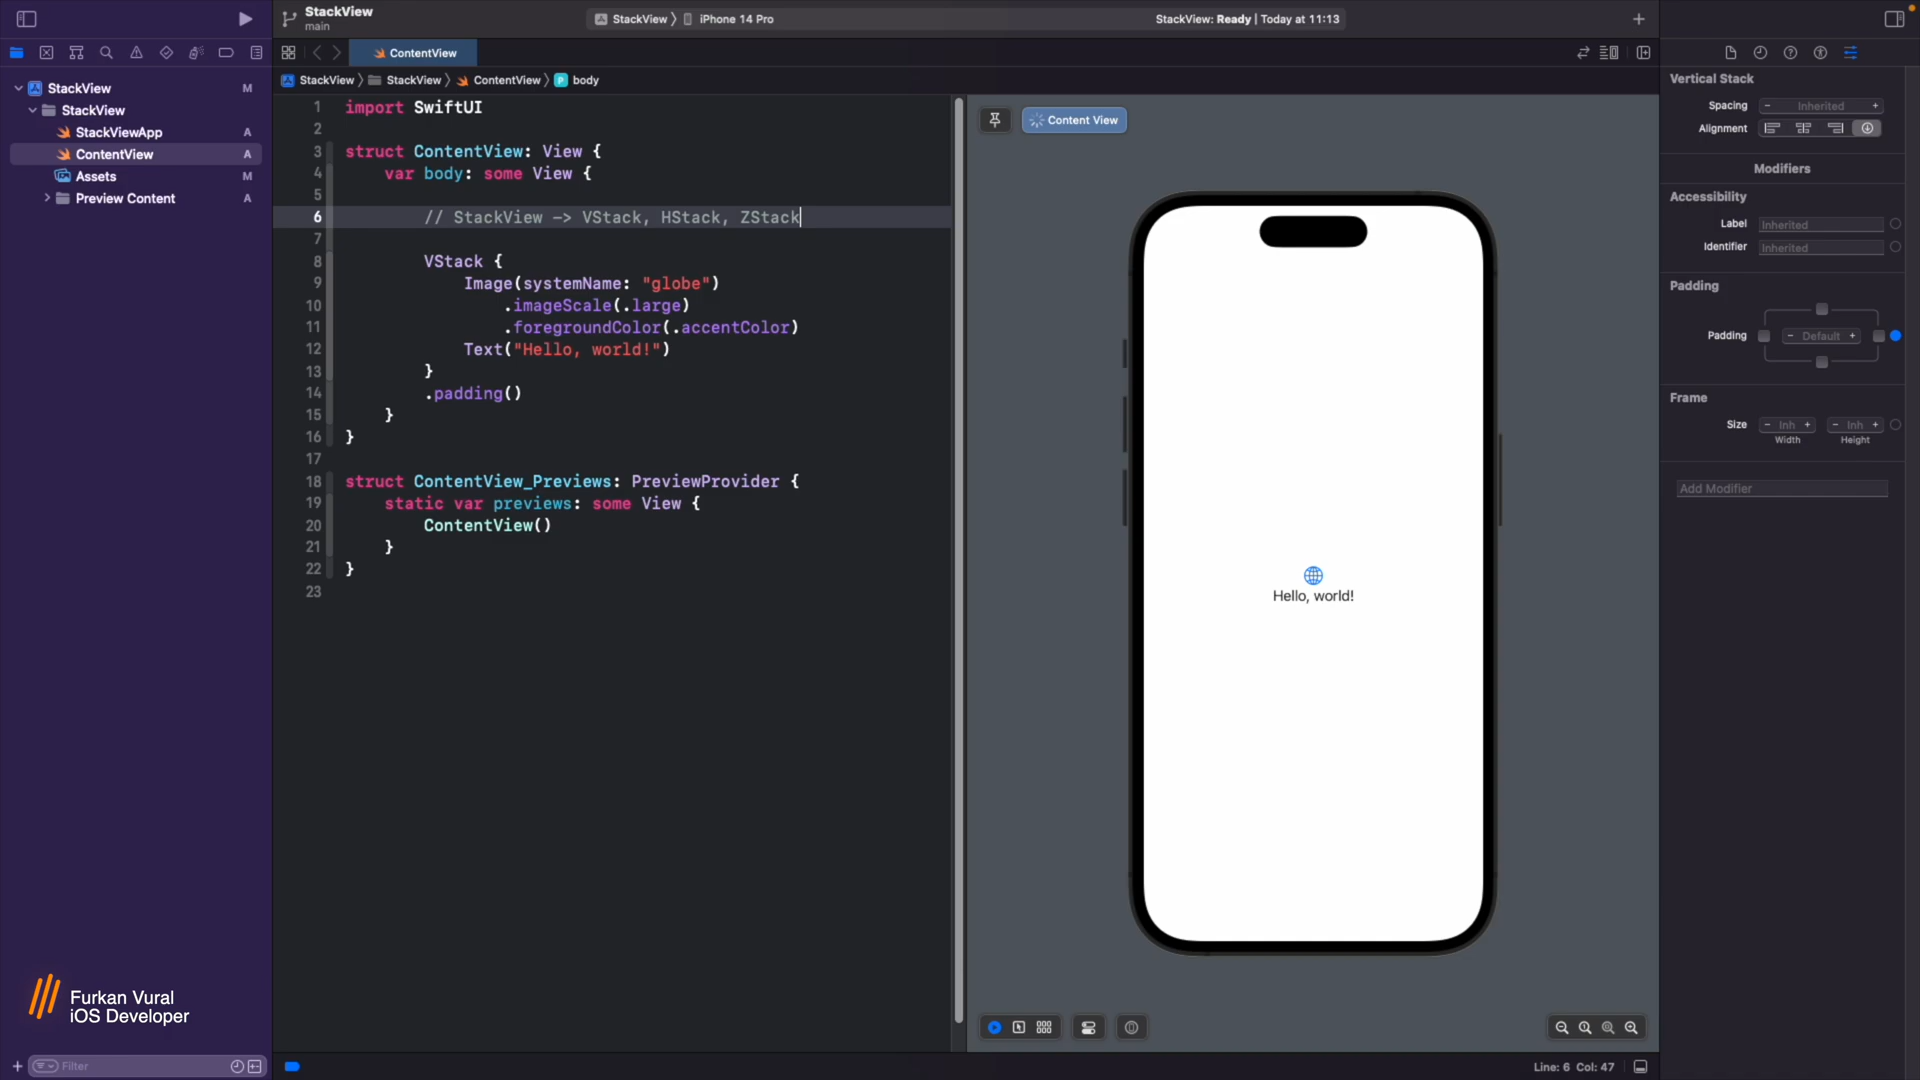 StackView
main
StackView 〉 iPhone 14 Pro
StackView: Ready | Today at 11:13
ContentView
StackView 〉 StackView 〉 ContentView 〉 P body
StackView M
StackView
StackViewApp A
ContentView A
Assets M
Preview Content A
1 import SwiftUI
2
3 struct ContentView: View {
4     var body: some View {
5
6         // StackView -> VStack, HStack, ZStack
7
8         VStack {
9             Image(systemName: "globe")
10                 .imageScale(.large)
11                 .foregroundColor(.accentColor)
12             Text("Hello, world!")
13         }
14         .padding()
15     }
16 }
17
18 struct ContentView_Previews: PreviewProvider {
19     static var previews: some View {
20         ContentView()
21     }
22 }
23
Content View
Hello, world!
Vertical Stack
Spacing - Inherited +
Alignment
Modifiers
Accessibility
Label Inherited
Identifier Inherited
Padding
Padding - Default +
Frame
Size - Inh + - Inh +
Width Height
Add Modifier
Furkan Vural
iOS Developer
Filter
Line: 6 Col: 47